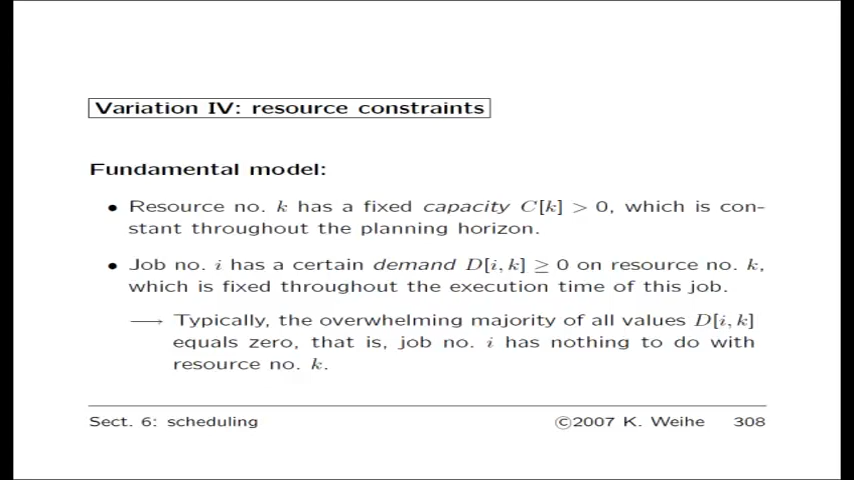 Variation IV: resource constraints
Fundamental model:
• Resource no. k has a fixed capacity C[k] > 0, which is con-
stant throughout the planning horizon.
• Job no. i has a certain demand D[i, k] ≥ 0 on resource no. k,
which is fixed throughout the execution time of this job.
⟶ Typically, the overwhelming majority of all values D[i, k]
equals zero, that is, job no. i has nothing to do with
resource no. k.
Sect. 6: scheduling ©2007 K. Weihe 308